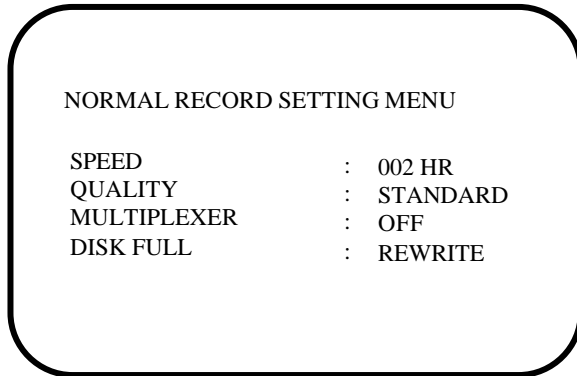 NORMAL RECORD SETTING MENU
SPEED : 002 HR
QUALITY : STANDARD
MULTIPLEXER : OFF
DISK FULL : REWRITE